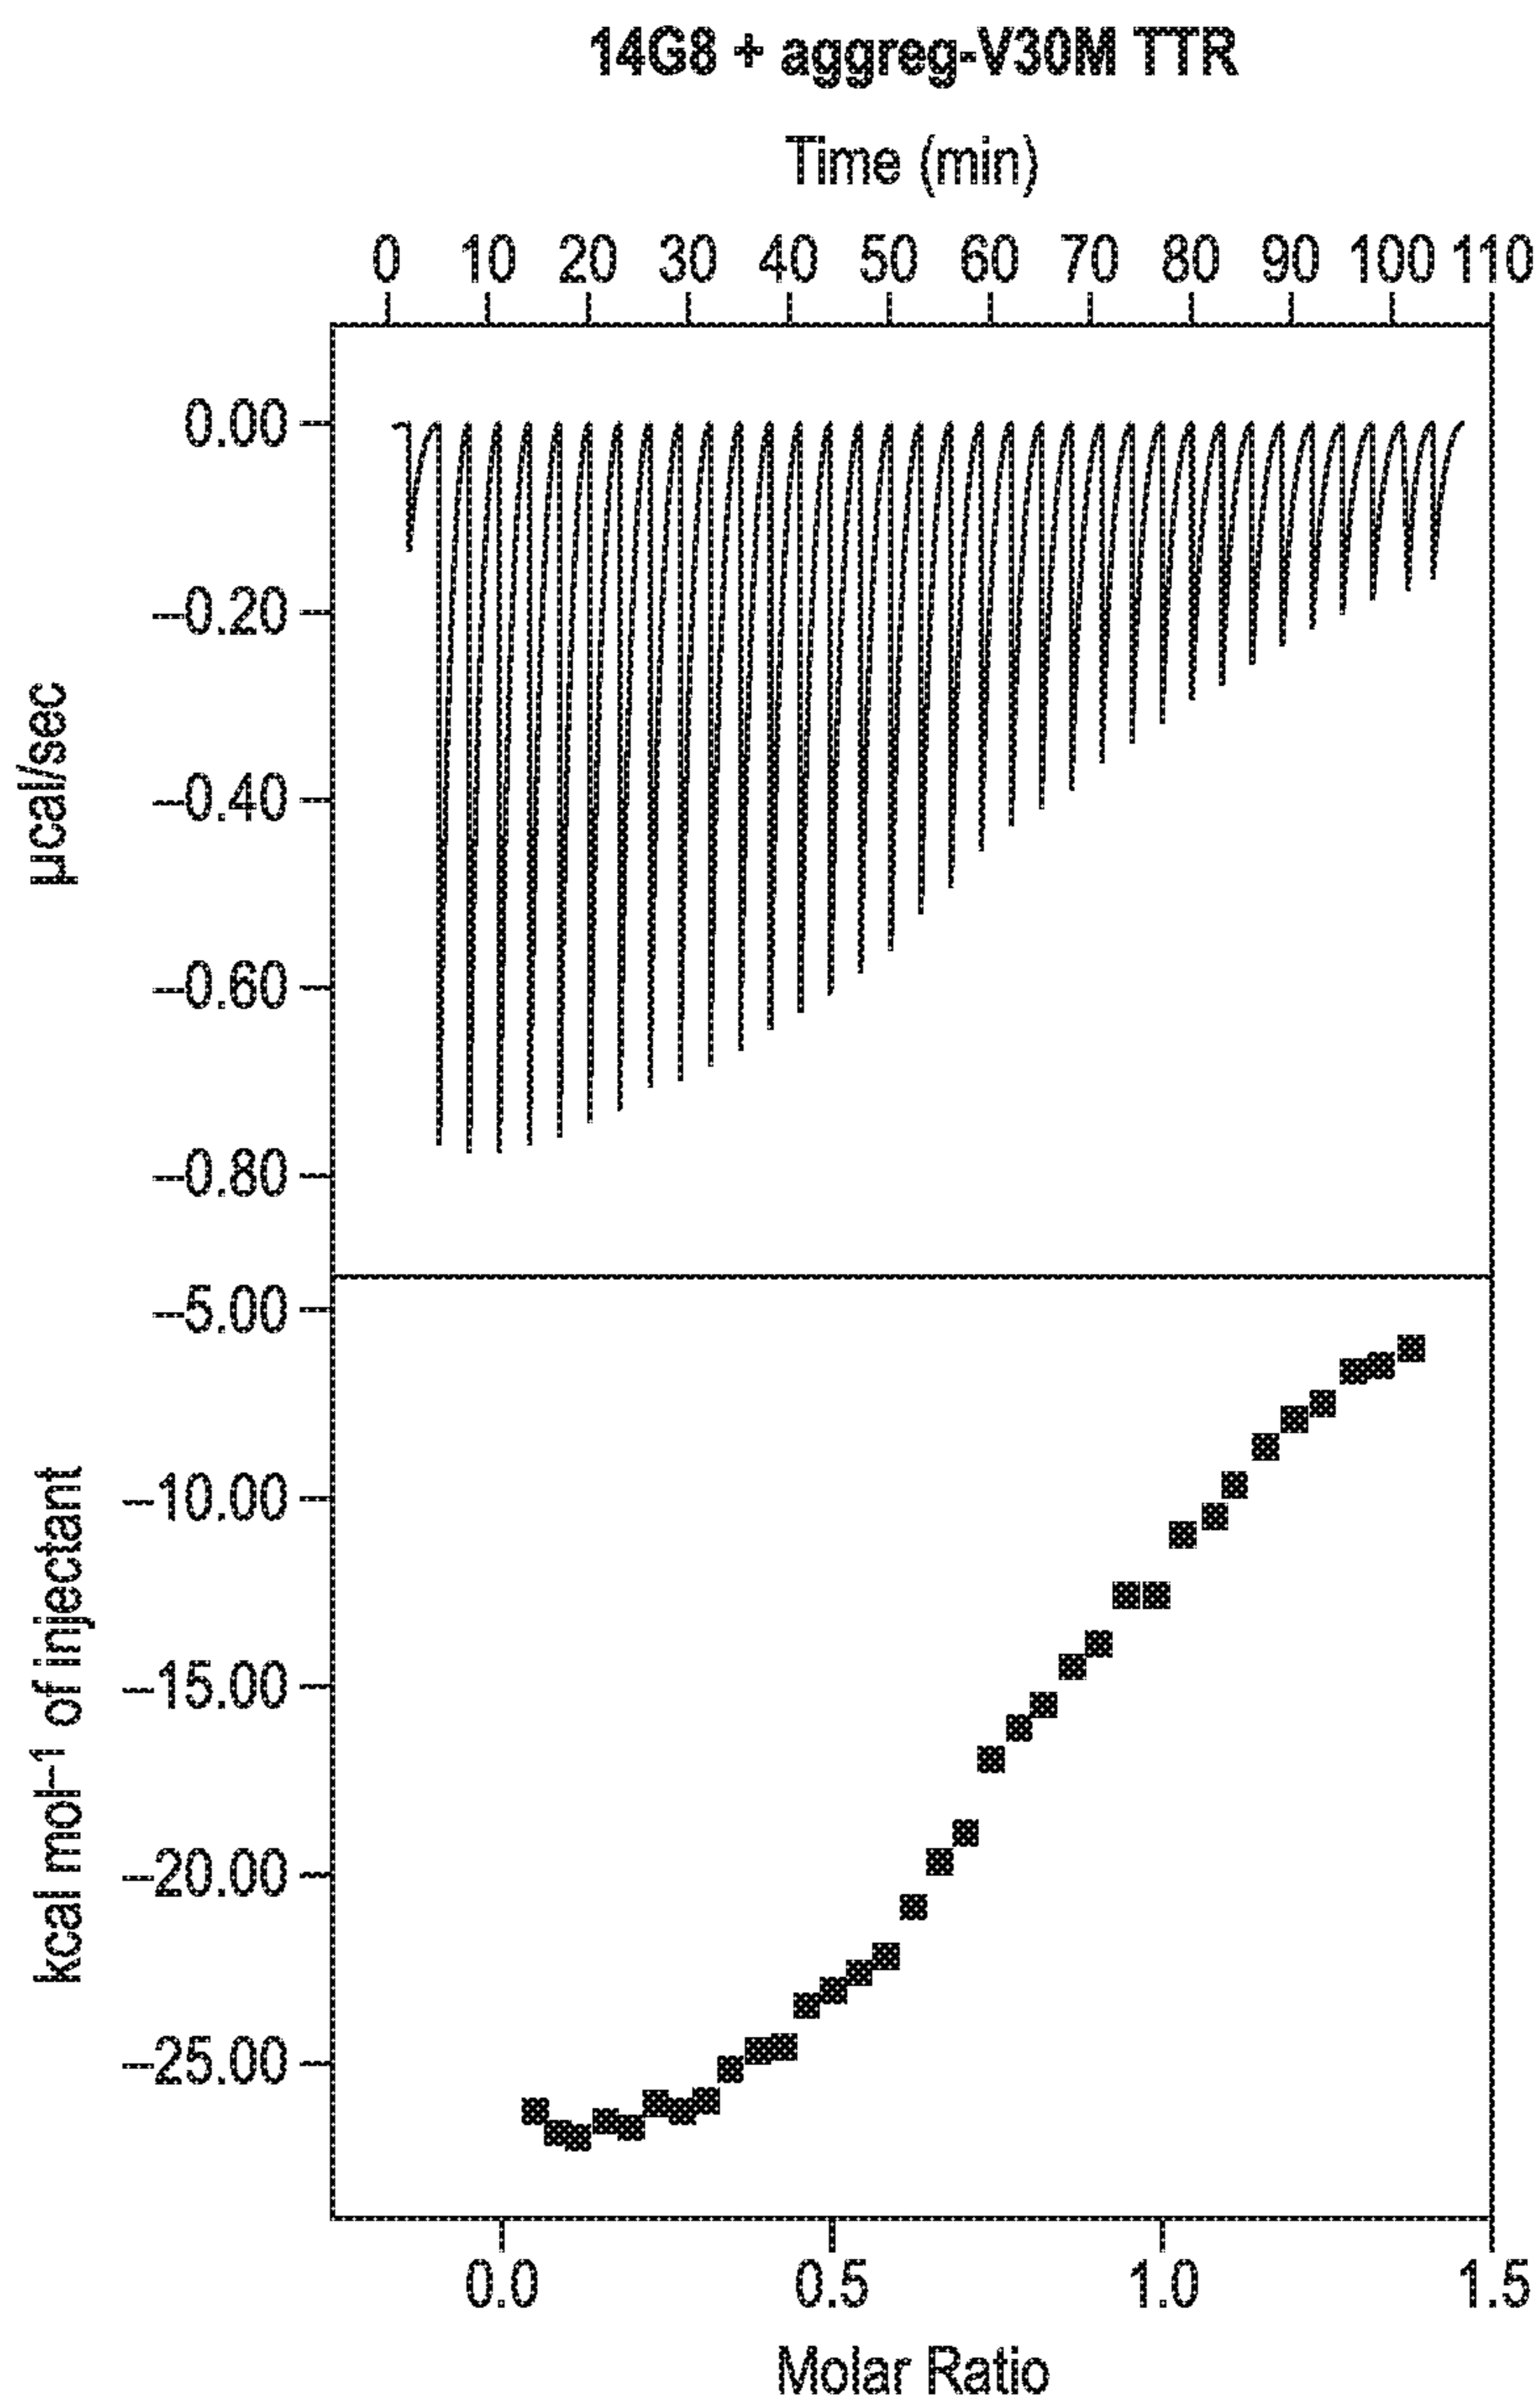 14G8 + aggreg-V30M TTR
Time (min)
0 10 20 30 40 50 60 70 80 90 100 110
0.00
–0.20
–0.40
–0.60
–0.80
µcal/sec
–5.00
–10.00
–15.00
–20.00
–25.00
kcal mol–1 of injectant
0.0 0.5 1.0 1.5
Molar Ratio